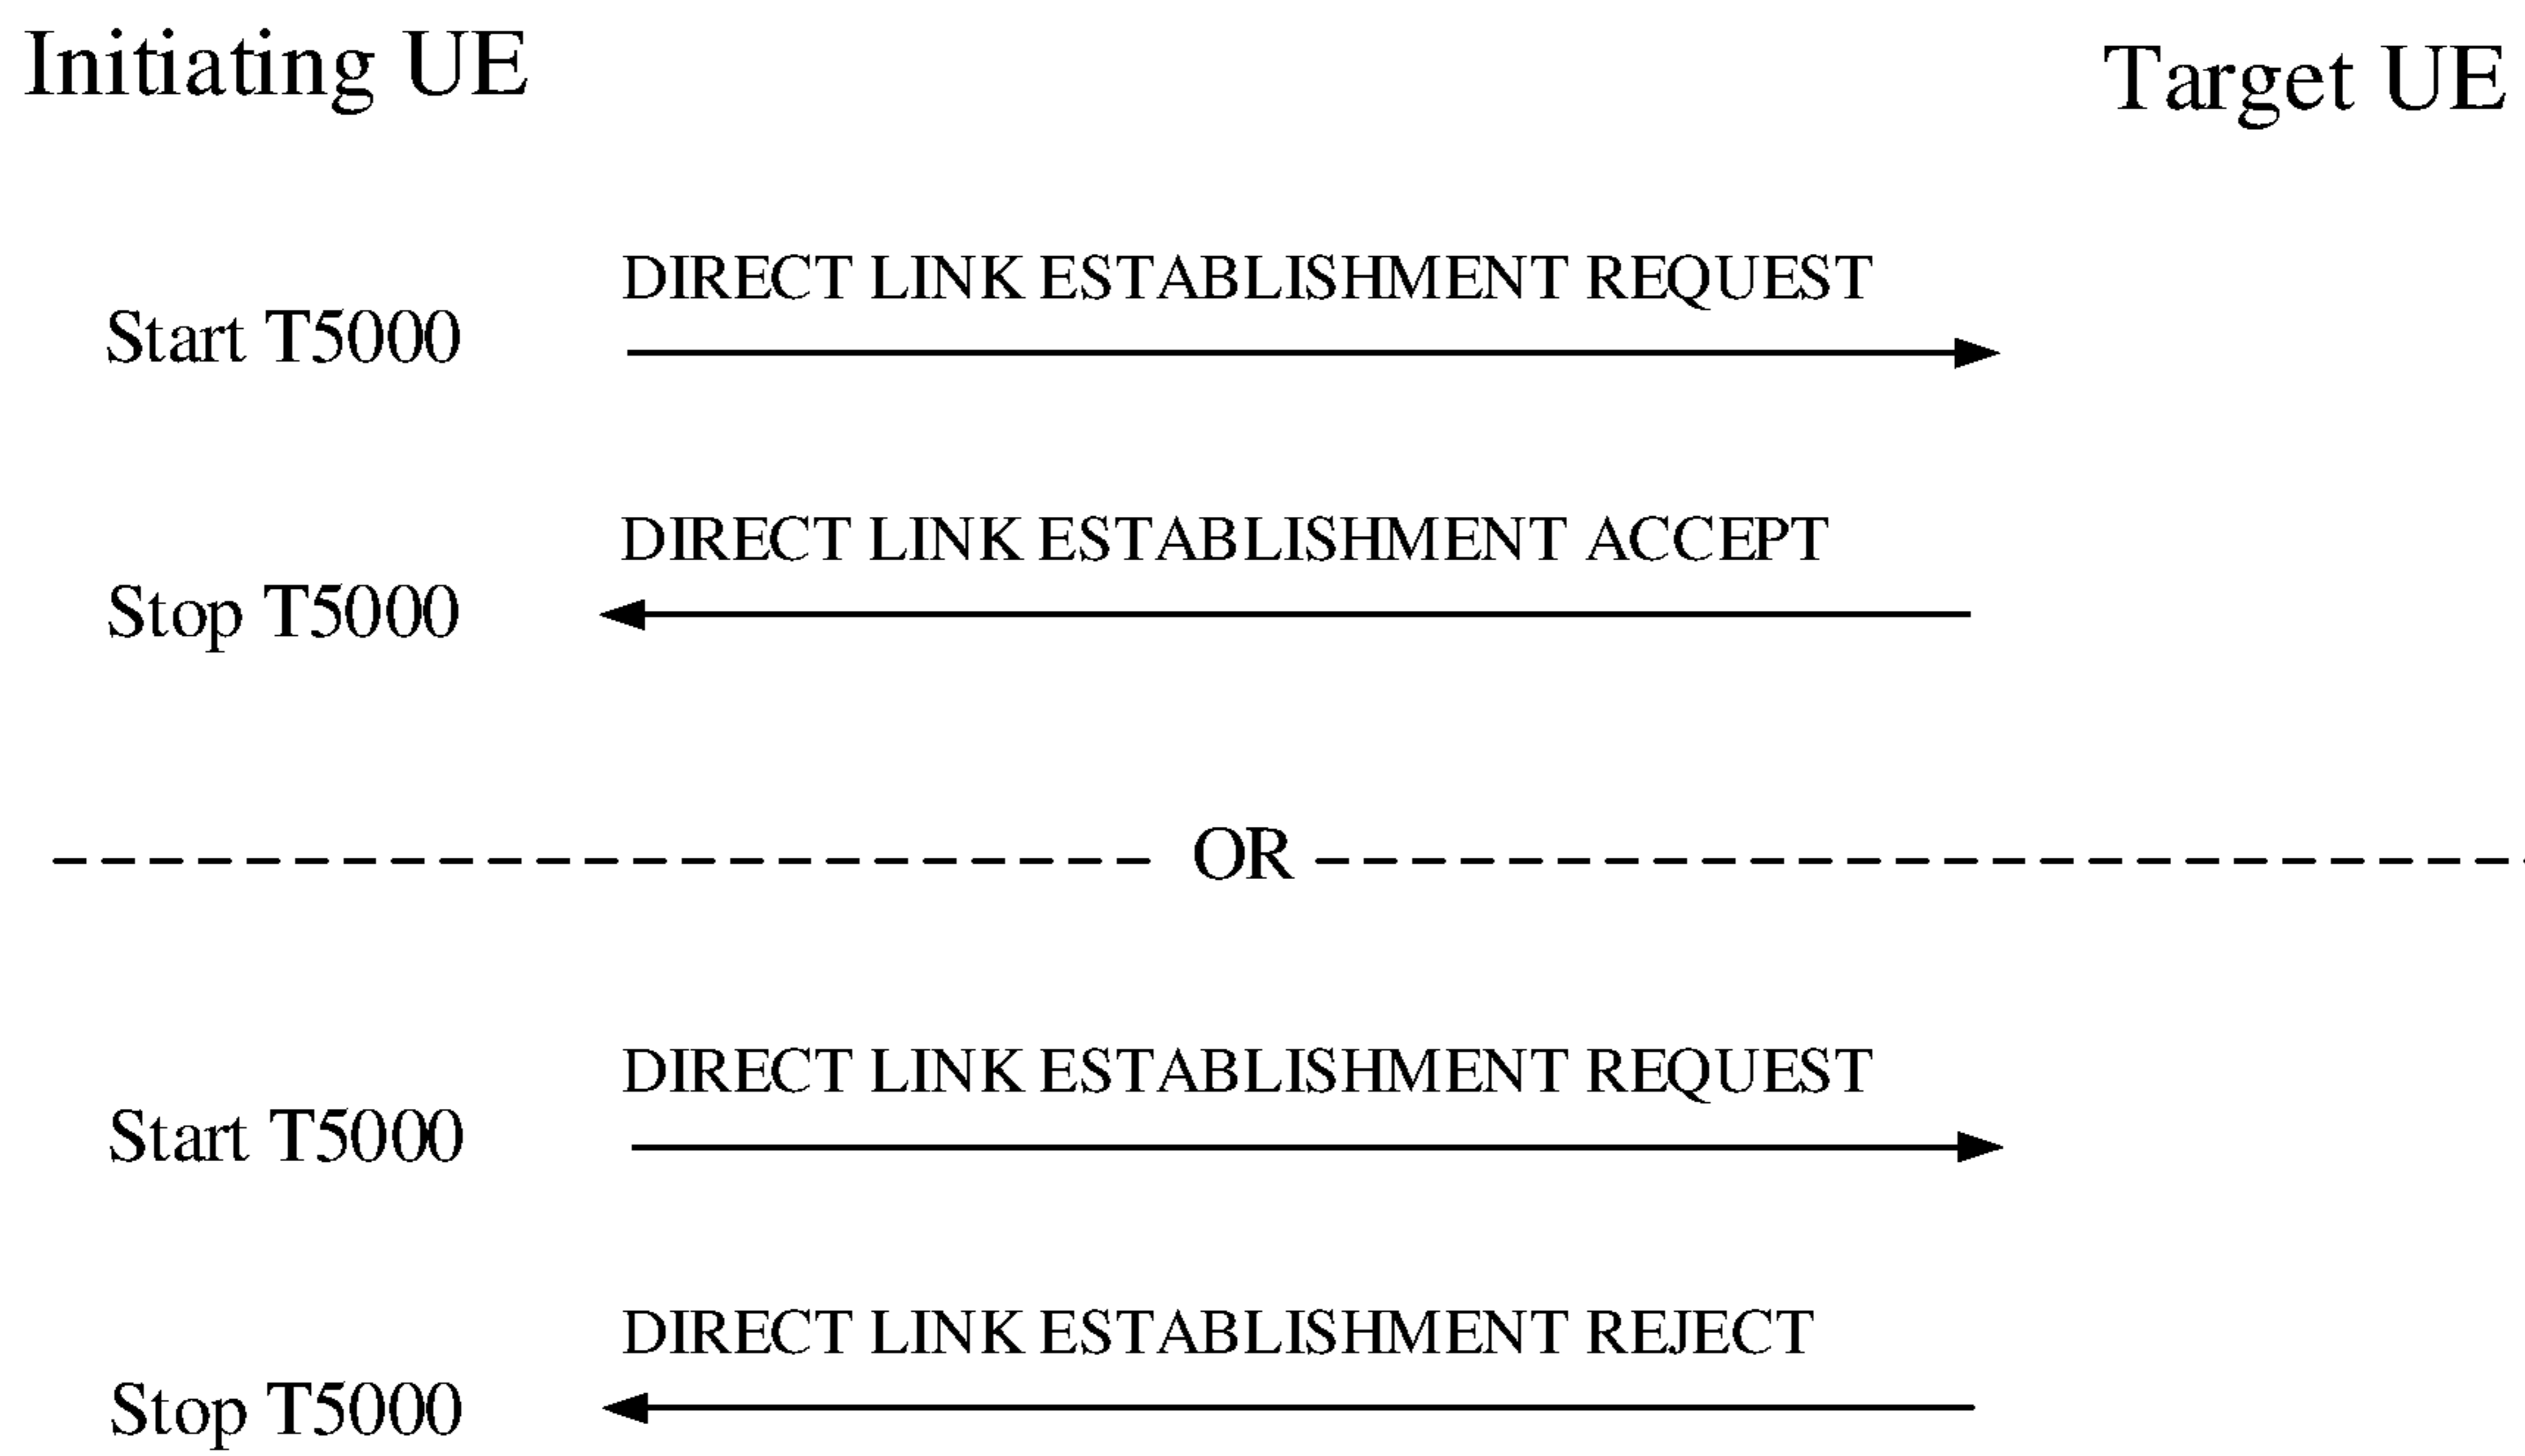 Initiating UE
Target UE
DIRECT LINK ESTABLISHMENT REQUEST
Start T5000
DIRECT LINK ESTABLISHMENT ACCEPT
Stop T5000
OR
DIRECT LINK ESTABLISHMENT REQUEST
Start T5000
DIRECT LINK ESTABLISHMENT REJECT
Stop T5000